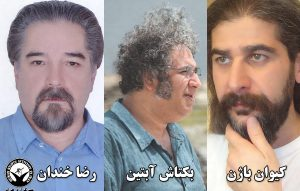 رضا خندان
بکتاش آبتین
کیوان باژن